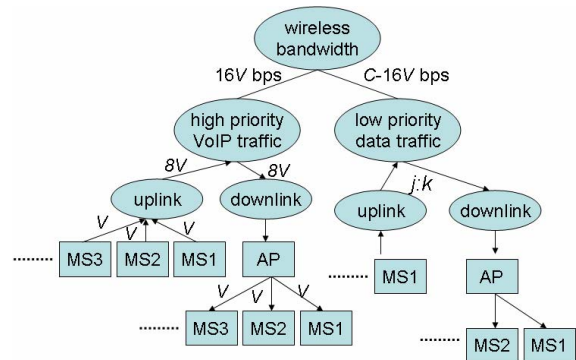 wireless
bandwidth
16V bps
C-16V bps
high priority
VoIP traffic
low priority
data traffic
8V
8V
j:k
uplink
downlink
uplink
downlink
V
V
V
.........
MS3
MS2
MS1
AP
.........
MS1
AP
V
V
V
.........
MS3
MS2
MS1
.........
MS2
MS1